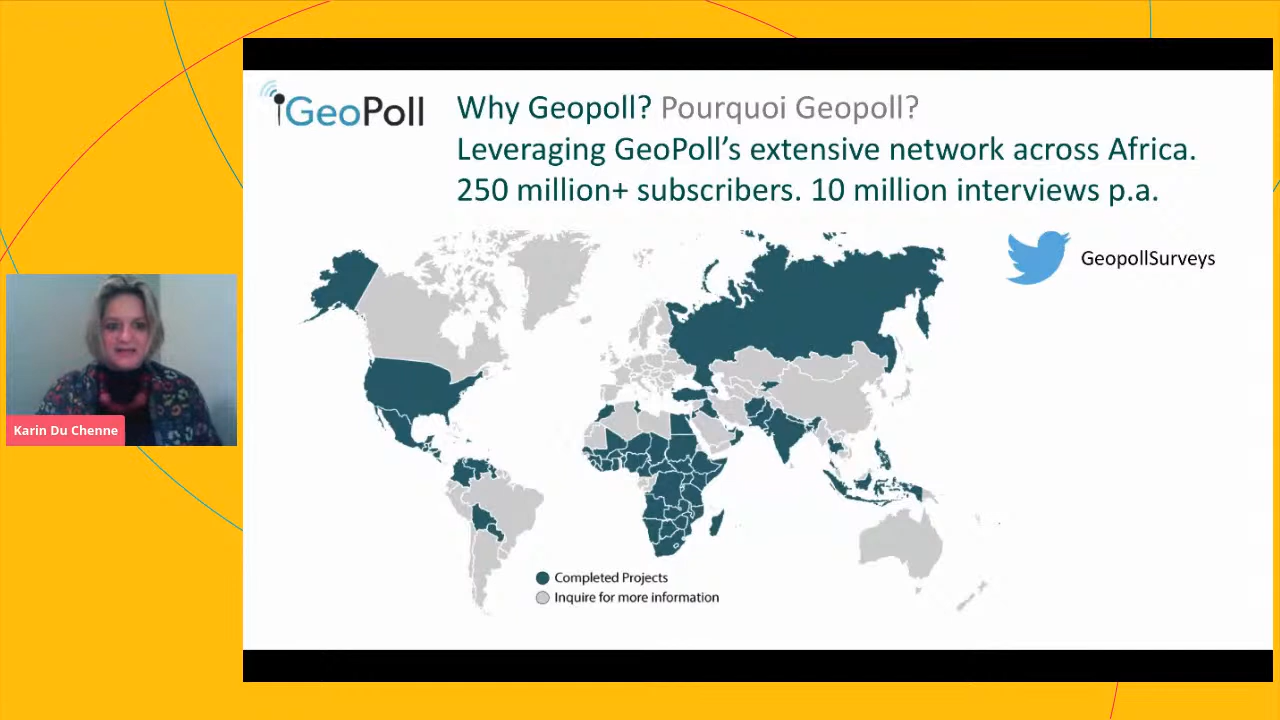 GeoPoll
Why Geopoll? Pourquoi Geopoll?
Leveraging GeoPoll’s extensive network across Africa.
250 million+ subscribers. 10 million interviews p.a.
GeopollSurveys
Karin Du Chenne
Completed Projects
Inquire for more information